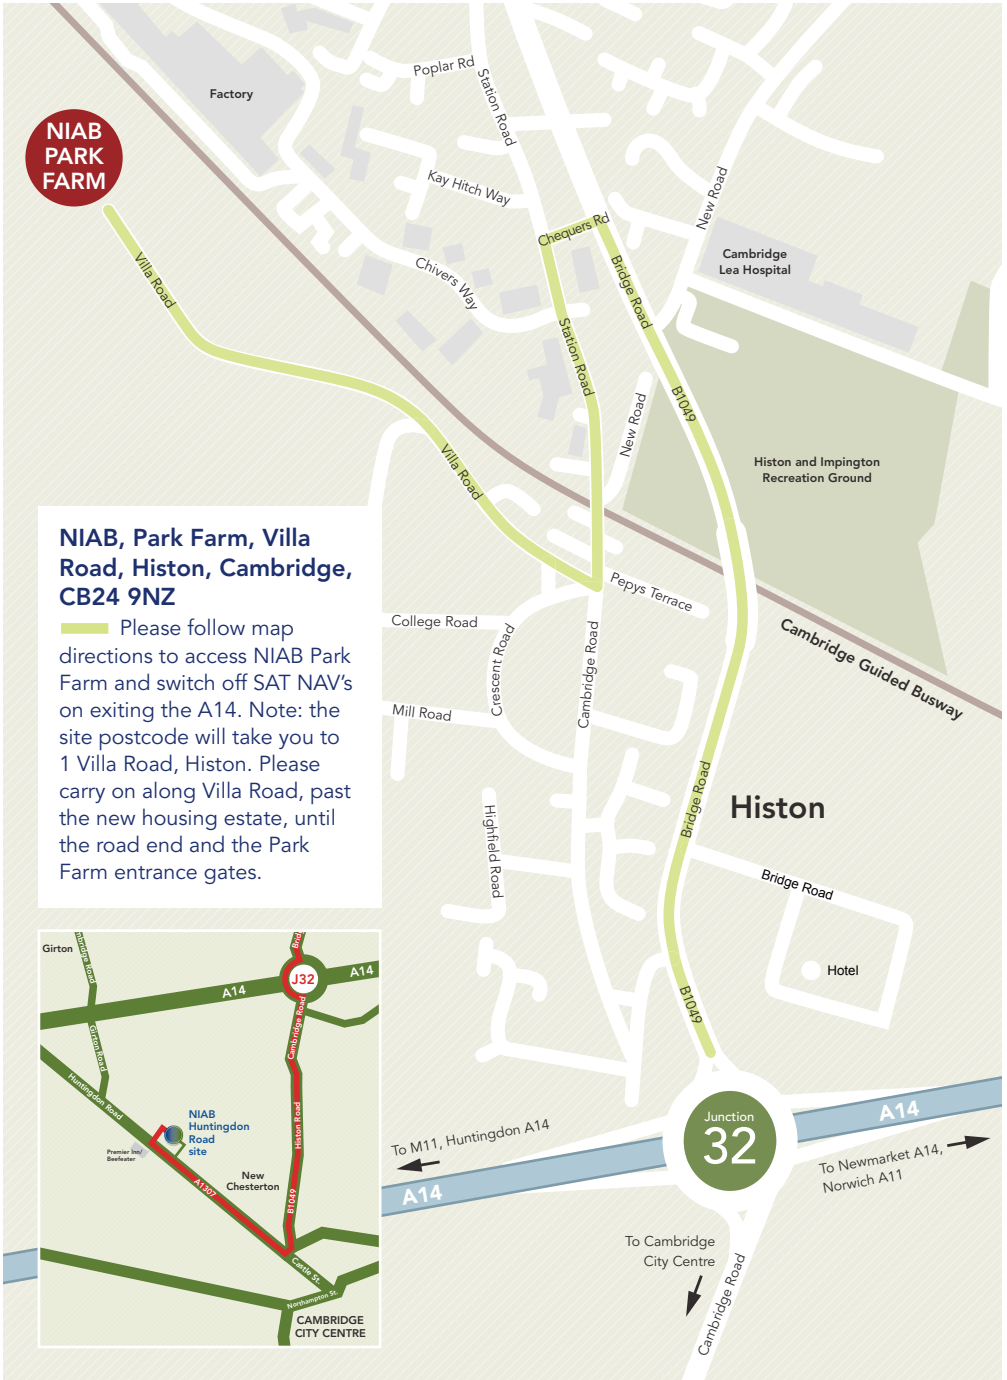 Factory
NIAB
PARK
FARM
Poplar Rd
Station Road
Kay Hitch Way
New Road
Chequers Rd
Cambridge
Lea Hospital
Villa Road
Chivers Way
Bridge Road
Station Road
B1049
New Road
Villa Road
Histon and Impington
Recreation Ground
NIAB, Park Farm, Villa
Road, Histon, Cambridge,
CB24 9NZ
Please follow map
directions to access NIAB Park
Farm and switch off SAT NAV’s
on exiting the A14. Note: the
site postcode will take you to
1 Villa Road, Histon. Please
carry on along Villa Road, past
the new housing estate, until
the road end and the Park
Farm entrance gates.
Pepys Terrace
College Road
Crescent Road
Cambridge Road
Cambridge Guided Busway
Mill Road
Bridge Road
Histon
Highfield Road
Bridge Road
Hotel
B1049
Junction
32
A14
To M11, Huntingdon A14
To Newmarket A14,
Norwich A11
A14
To Cambridge
City Centre
Cambridge Road
Girton
mbridge Road
Brid
J32
A14
A14
Girton Road
Cambridge Road
Huntingdon Road
NIAB
Huntingdon
Road
site
Premier Inn/
Beefeater
Histon Road
New
Chesterton
A1307
B1049
Castle St.
Northampton St.
CAMBRIDGE
CITY CENTRE